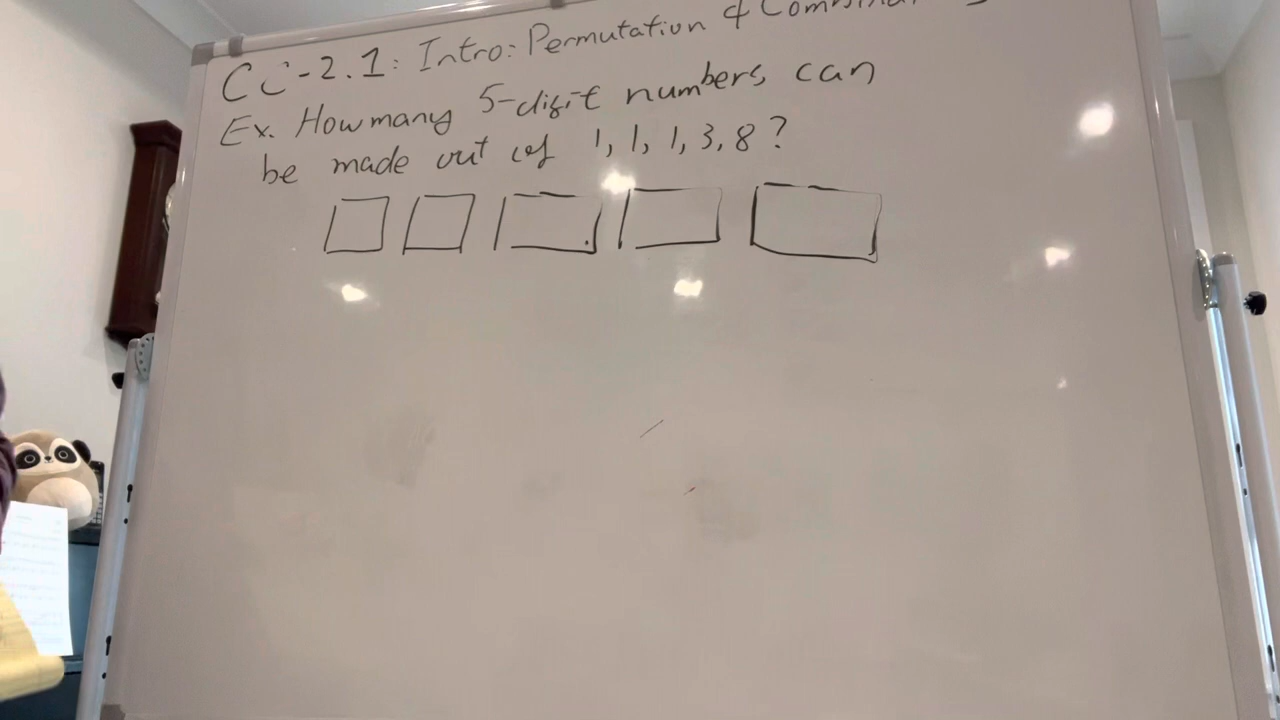 CC-2.1: Intro: Permutation &
Ex. How many 5-digit numbers can
be made out of 1, 1, 1, 3, 8?